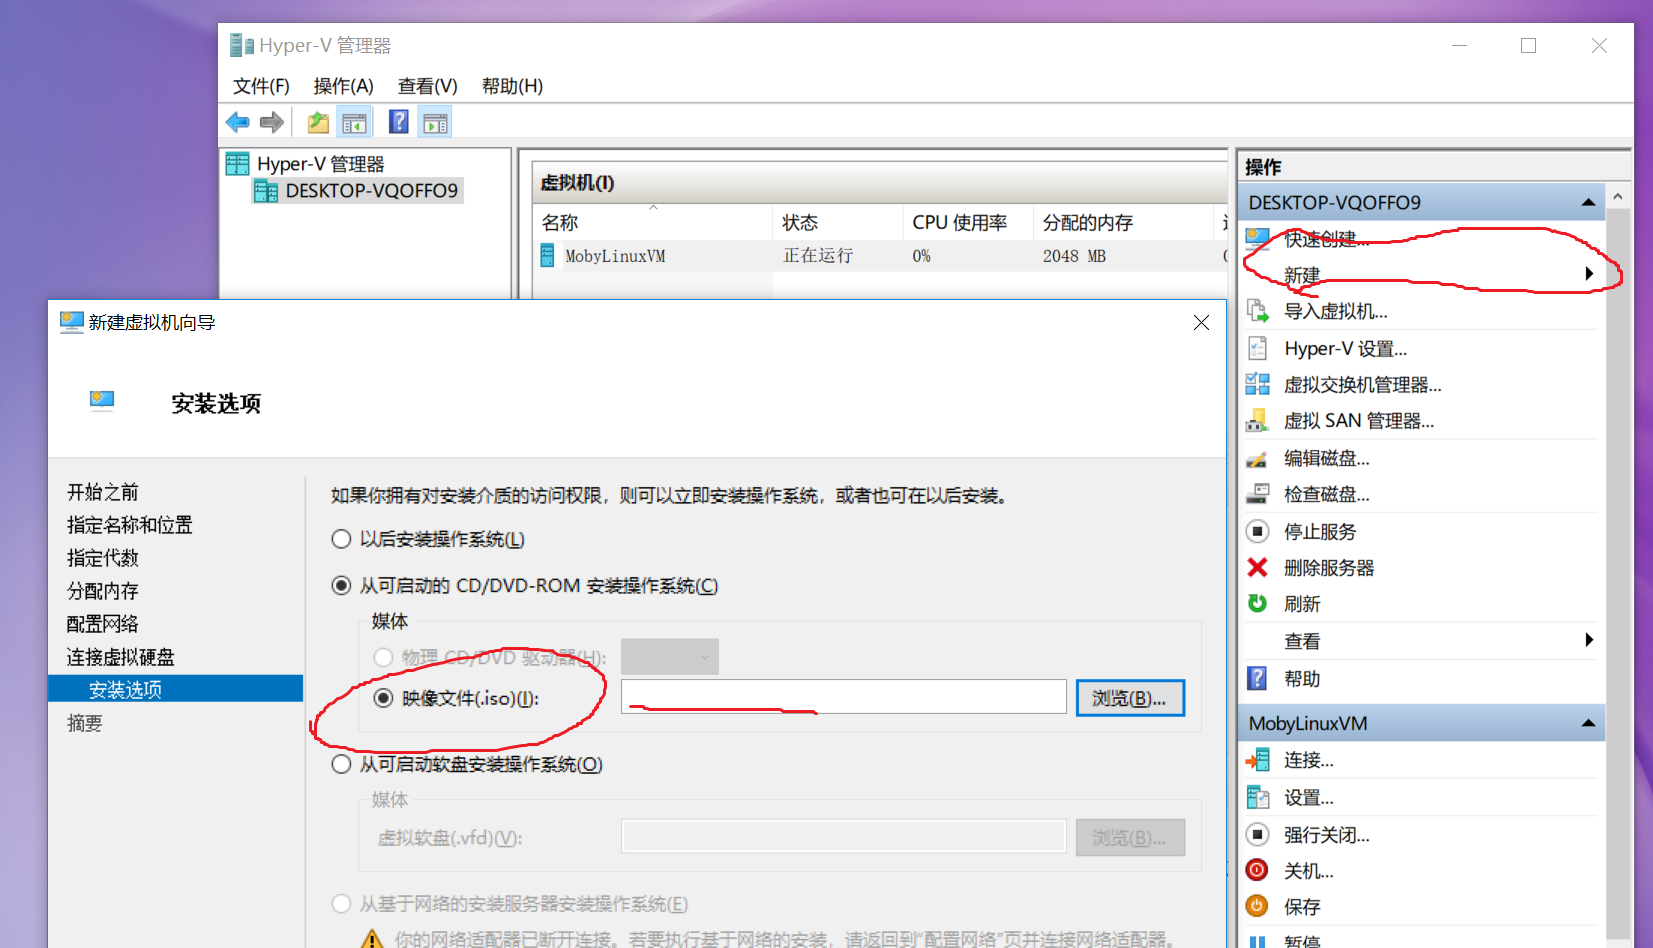 Hyper-V 管理器
文件(F) 操作(A) 查看(V) 帮助(H)
Hyper-V 管理器
DESKTOP-VQOFFO9
虚拟机(I)
名称 状态 CPU 使用率 分配的内存
MobyLinuxVM 正在运行 0% 2048 MB
操作
DESKTOP-VQOFFO9
快速创建...
新建
导入虚拟机...
Hyper-V 设置...
虚拟交换机管理器...
虚拟 SAN 管理器...
编辑磁盘...
检查磁盘...
停止服务
删除服务器
刷新
查看
帮助
MobyLinuxVM
连接...
设置...
强行关闭...
关机...
保存
暂停
新建虚拟机向导
安装选项
开始之前
指定名称和位置
指定代数
分配内存
配置网络
连接虚拟硬盘
安装选项
摘要
如果你拥有对安装介质的访问权限，则可以立即安装操作系统，或者也可在以后安装。
以后安装操作系统(L)
从可启动的 CD/DVD-ROM 安装操作系统(C)
媒体
物理 CD/DVD 驱动器(H):
映像文件(.iso)(I):
浏览(B)...
从可启动软盘安装操作系统(O)
媒体
虚拟软盘(.vfd)(V):
浏览(B)...
从基于网络的安装服务器安装操作系统(E)
你的网络适配器已断开连接。若要执行基于网络的安装，请返回到“配置网络”页并连接网络适配器。